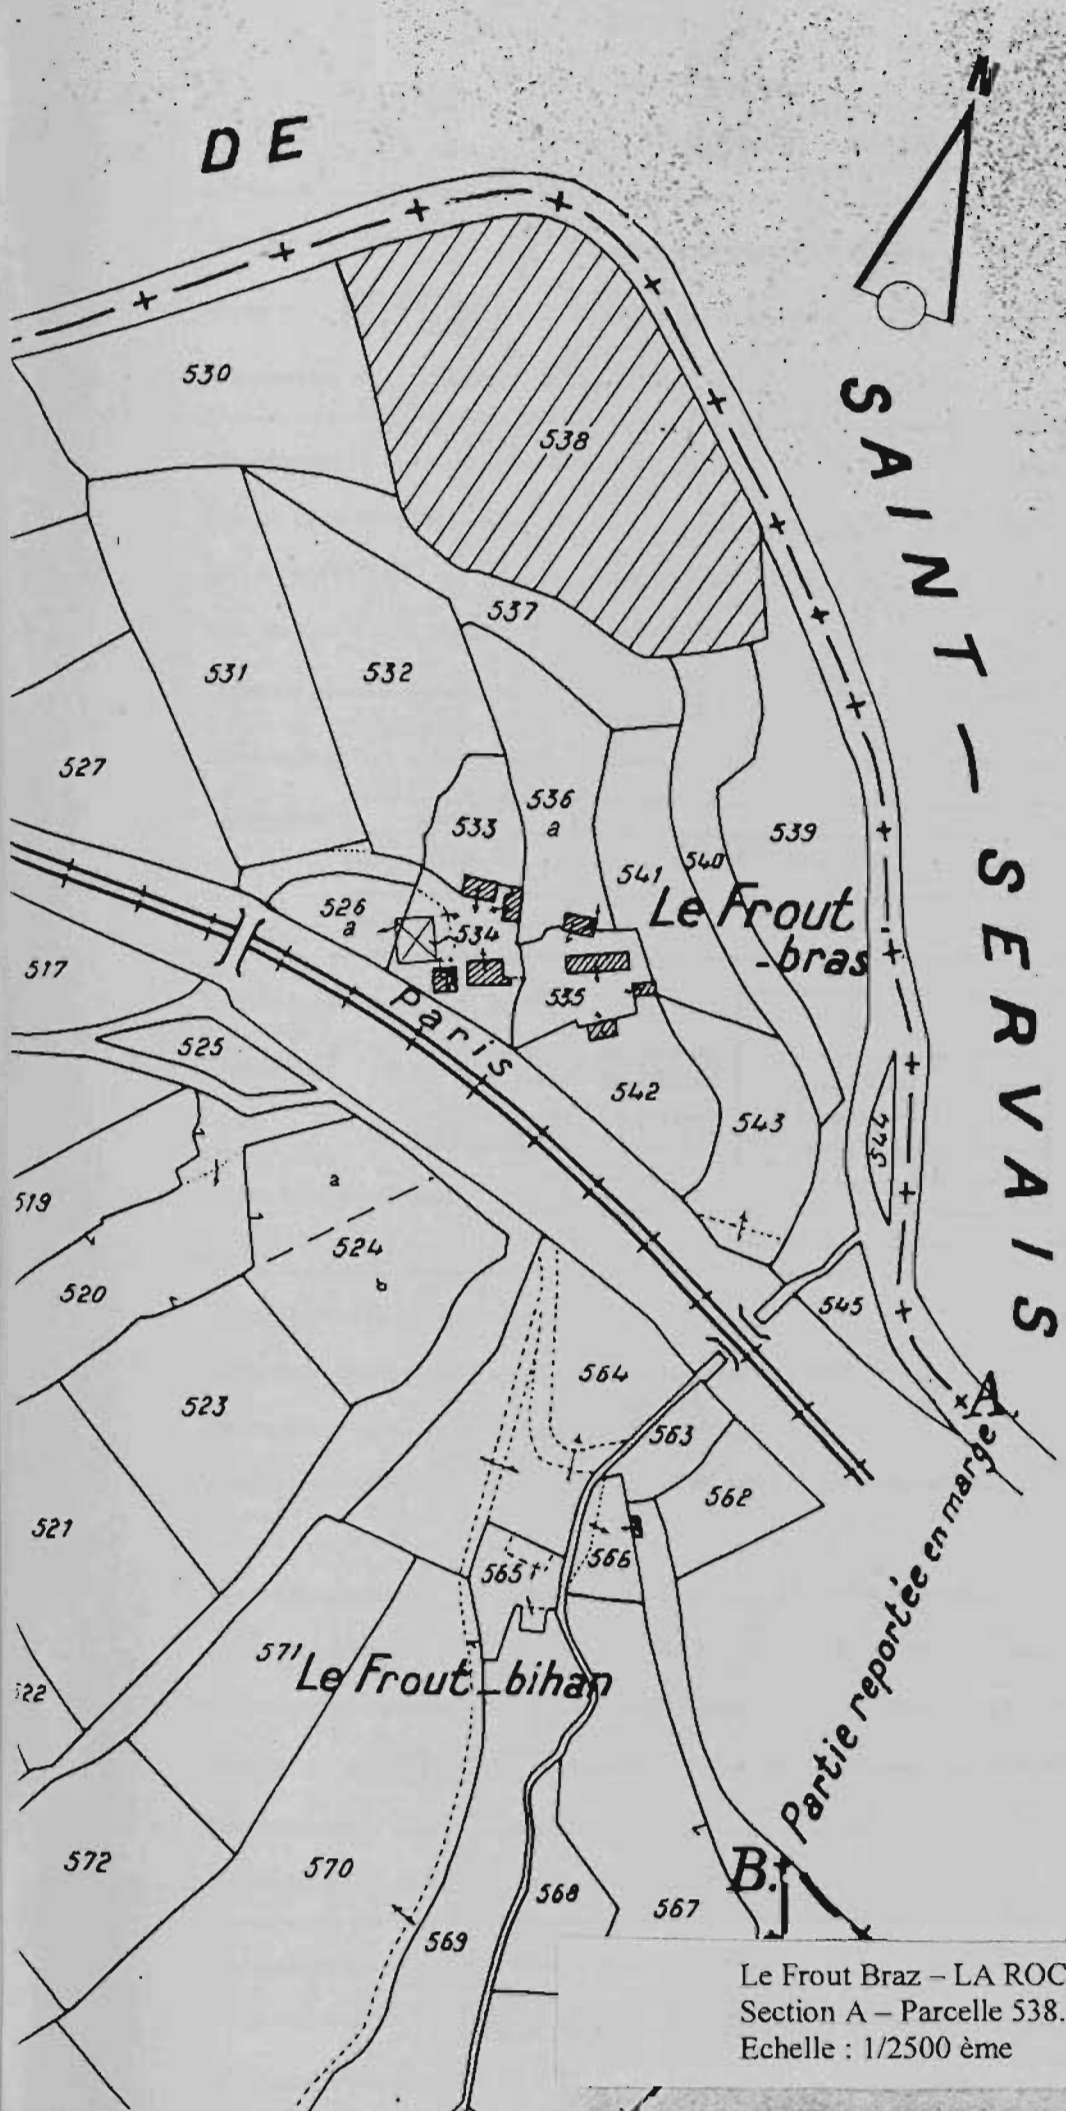 N
DE
SAINT-SERVAIS
530
538
537
531
532
527
536
a
533
539
540
541
Le Frout
-bras
526
a
534
517
535
Paris
525
542
543
544
a
519
524
520
b
545
564
523
A
563
562
521
566
565
Partie reportée en marge
571
Le Frout-bihan
522
572
570
B.
568
567
569
Le Frout Braz – LA ROC
Section A – Parcelle 538.
Echelle : 1/2500 ème